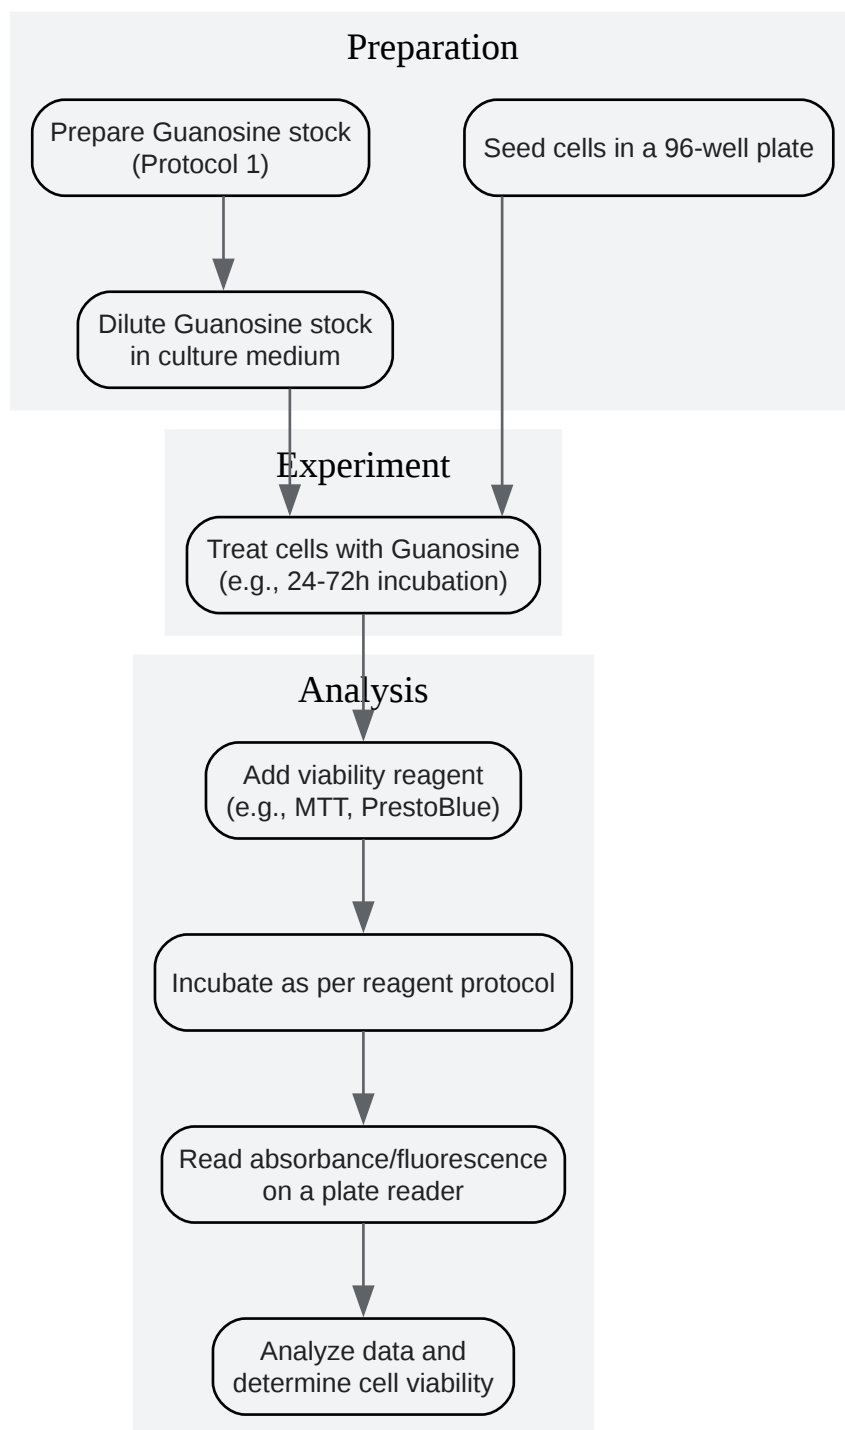 Preparation
Prepare Guanosine stock
(Protocol 1)
Seed cells in a 96-well plate
Dilute Guanosine stock
in culture medium
Experiment
Treat cells with Guanosine
(e.g., 24-72h incubation)
Analysis
Add viability reagent
(e.g., MTT, PrestoBlue)
Incubate as per reagent protocol
Read absorbance/fluorescence
on a plate reader
Analyze data and
determine cell viability